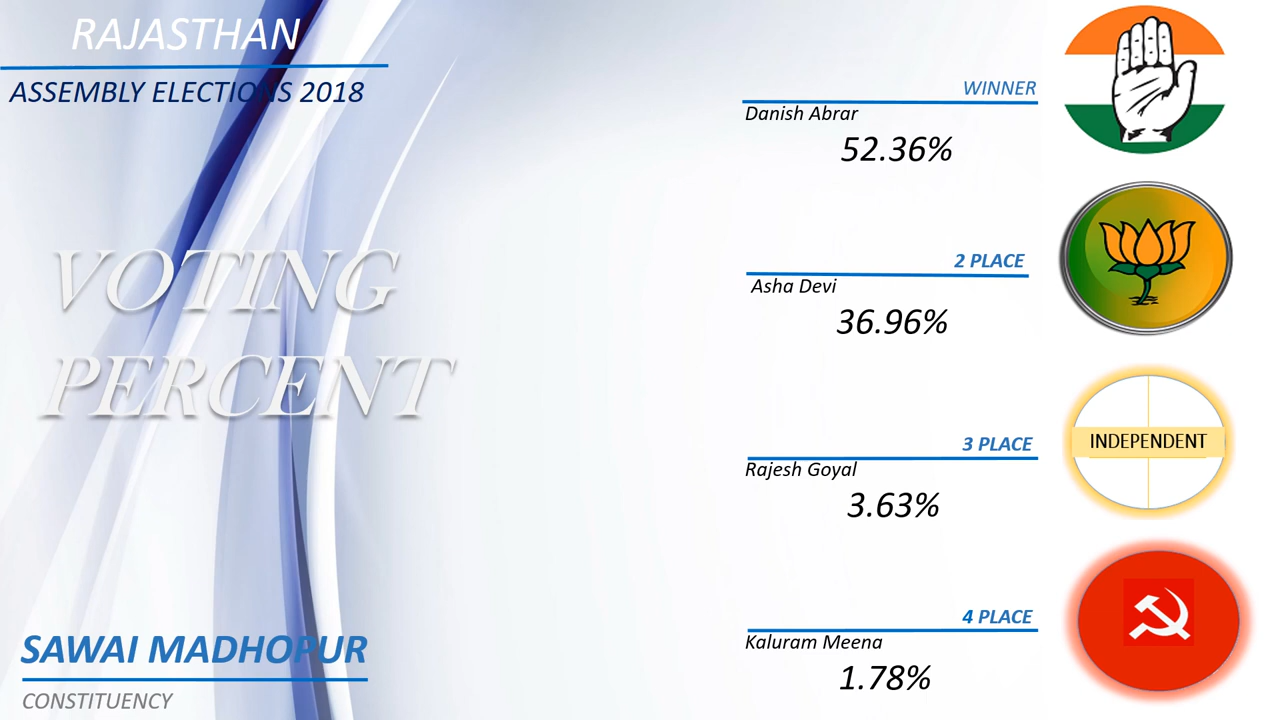 RAJASTHAN
ASSEMBLY ELECTIONS 2018
VOTING
PERCENT
SAWAI MADHOPUR
CONSTITUENCY
WINNER
Danish Abrar
52.36%
2 PLACE
Asha Devi
36.96%
3 PLACE
Rajesh Goyal
3.63%
INDEPENDENT
4 PLACE
Kaluram Meena
1.78%